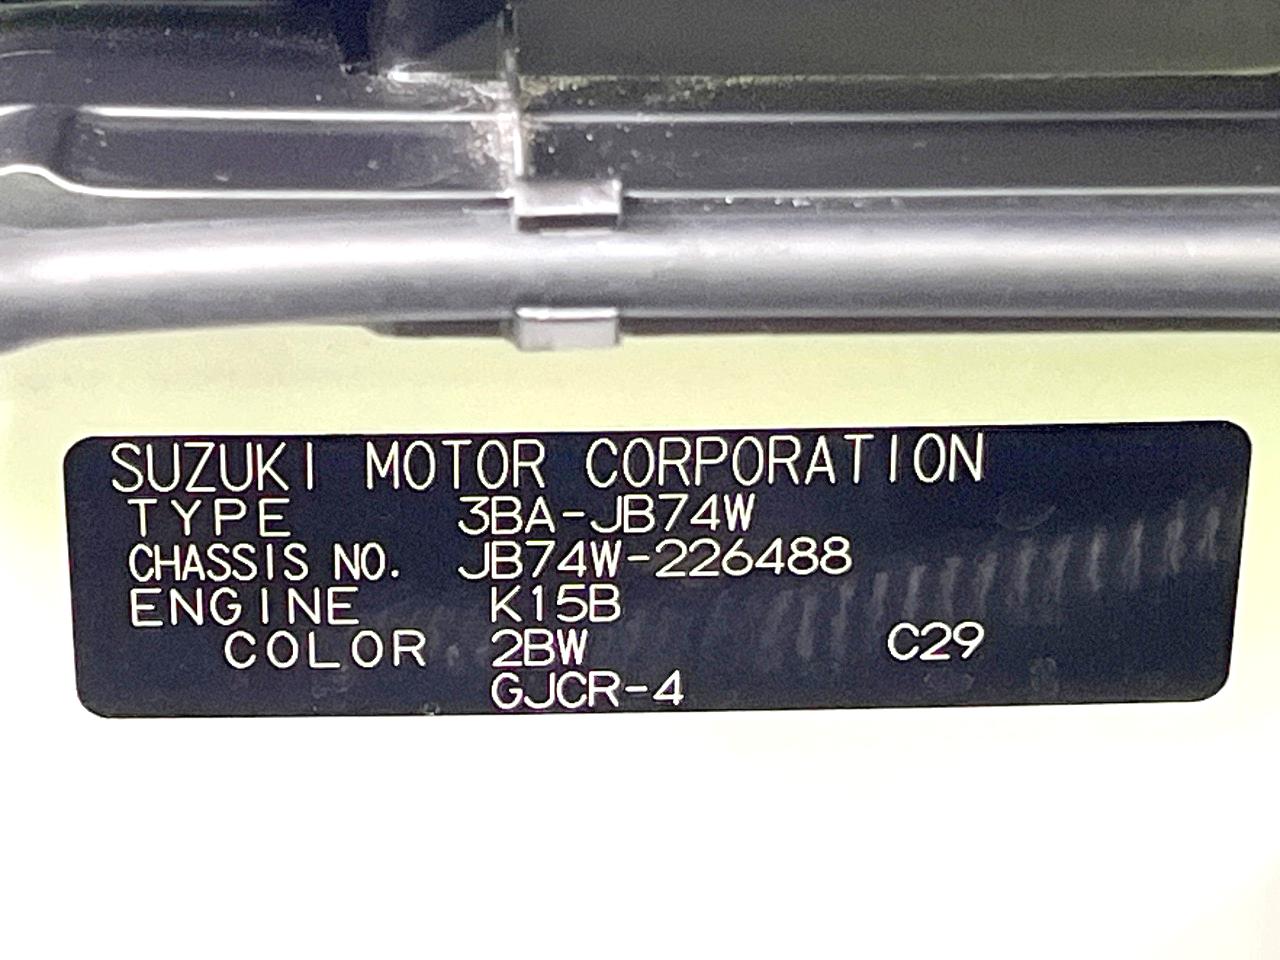 SUZUKI MOTOR CORPORATION
TYPE 3BA-JB74W
CHASSIS NO. JB74W-226488
ENGINE K15B
COLOR 2BW C29
GJCR-4